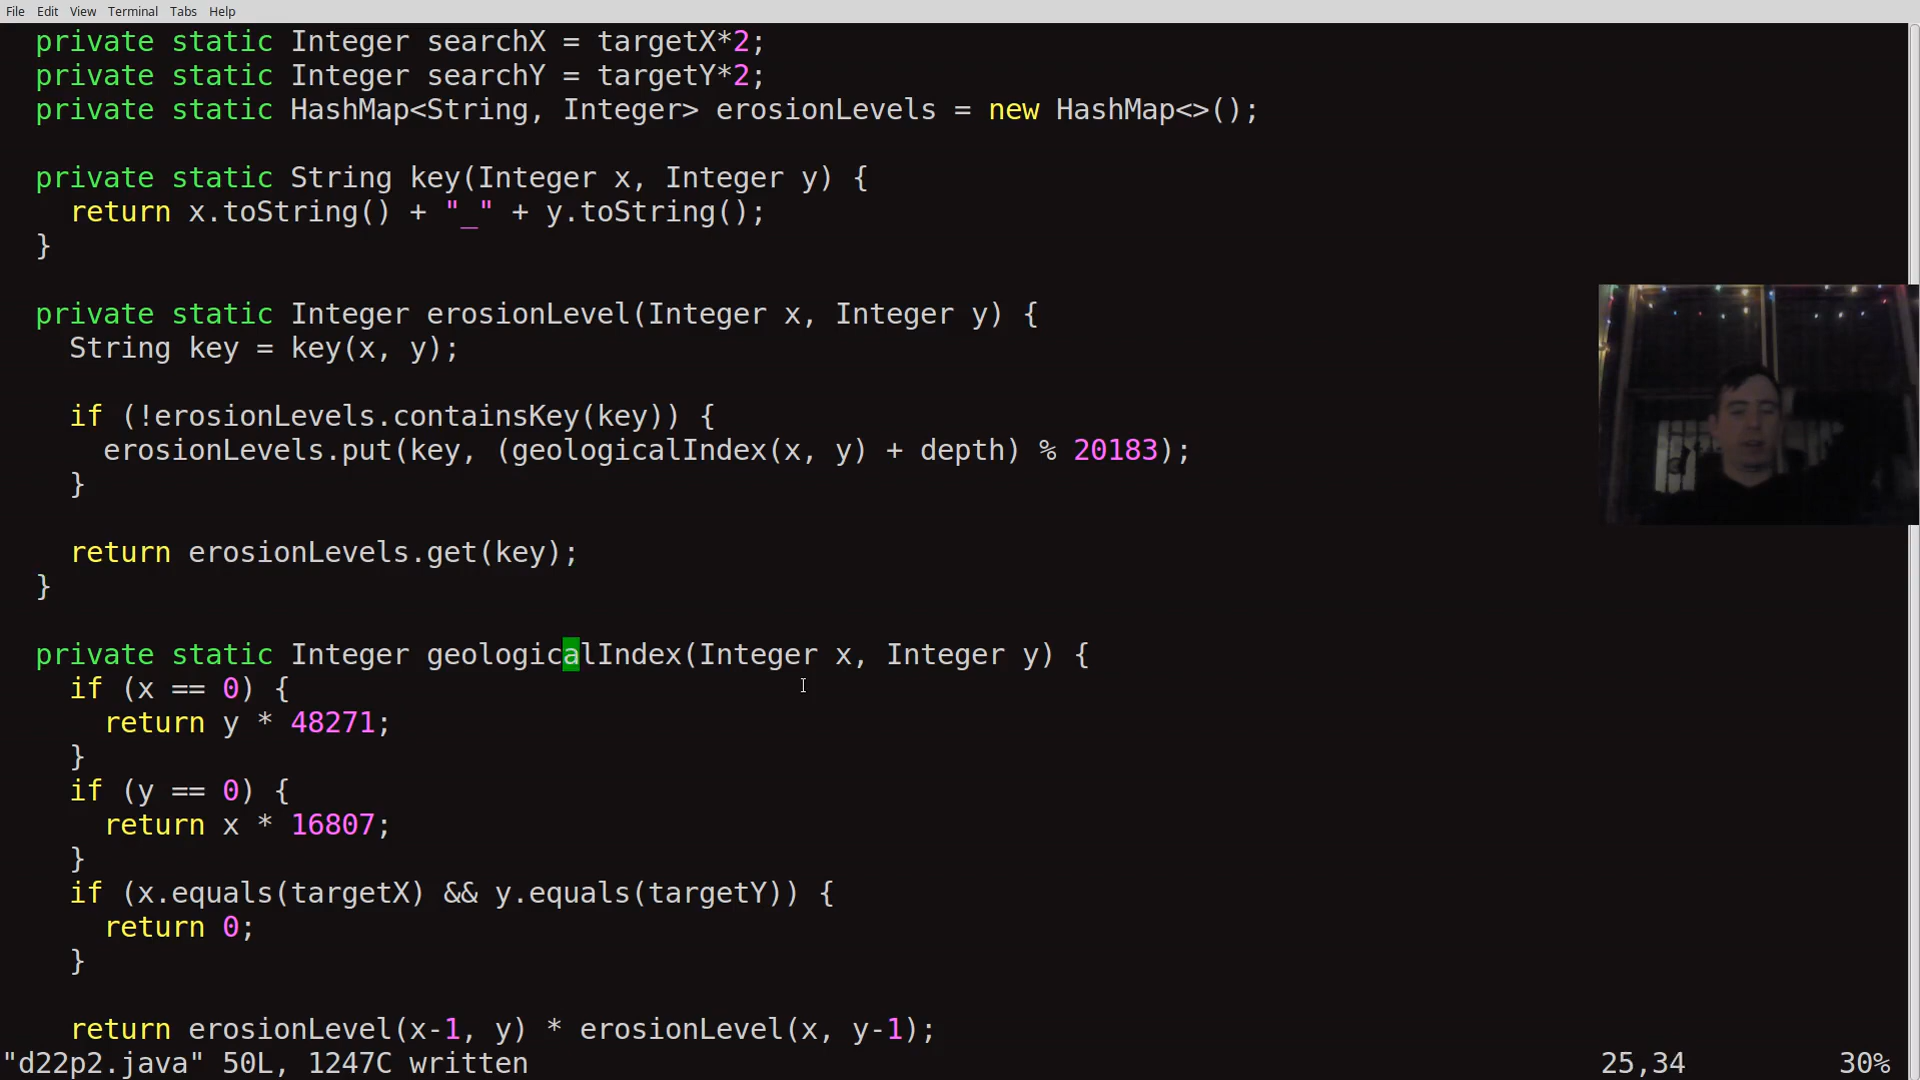 File Edit View Terminal Tabs Help
private static Integer searchX = targetX*2;
private static Integer searchY = targetY*2;
private static HashMap<String, Integer> erosionLevels = new HashMap<>();
private static String key(Integer x, Integer y) {
return x.toString() + "_" + y.toString();
}
private static Integer erosionLevel(Integer x, Integer y) {
String key = key(x, y);
if (!erosionLevels.containsKey(key)) {
erosionLevels.put(key, (geologicalIndex(x, y) + depth) % 20183);
}
return erosionLevels.get(key);
}
private static Integer geologicalIndex(Integer x, Integer y) {
if (x == 0) {
return y * 48271;
}
if (y == 0) {
return x * 16807;
}
if (x.equals(targetX) && y.equals(targetY)) {
return 0;
}
return erosionLevel(x-1, y) * erosionLevel(x, y-1);
"d22p2.java" 50L, 1247C written 25,34 30%